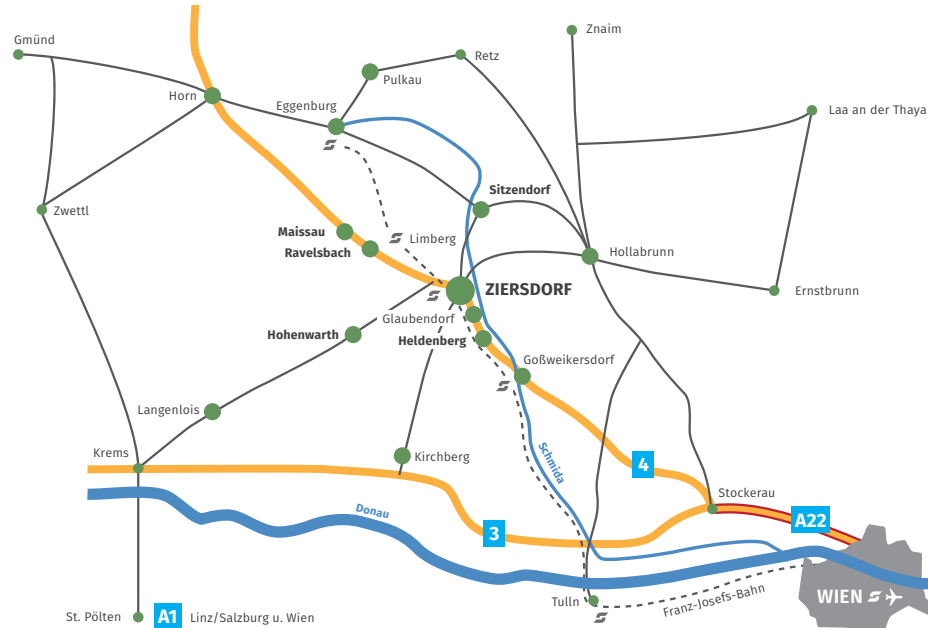 Gmünd
Znaim
Retz
Pulkau
Horn
Eggenburg
Laa an der Thaya
Sitzendorf
Zwettl
Maissau
Limberg
Ravelsbach
Hollabrunn
ZIERSDORF
Ernstbrunn
Glaubendorf
Hohenwarth
Heldenberg
Goßweikersdorf
Langenlois
Krems
Kirchberg
Schmida
4
Stockerau
Donau
A22
3
Franz-Josefs-Bahn
WIEN
Tulln
St. Pölten
A1
Linz/Salzburg u. Wien